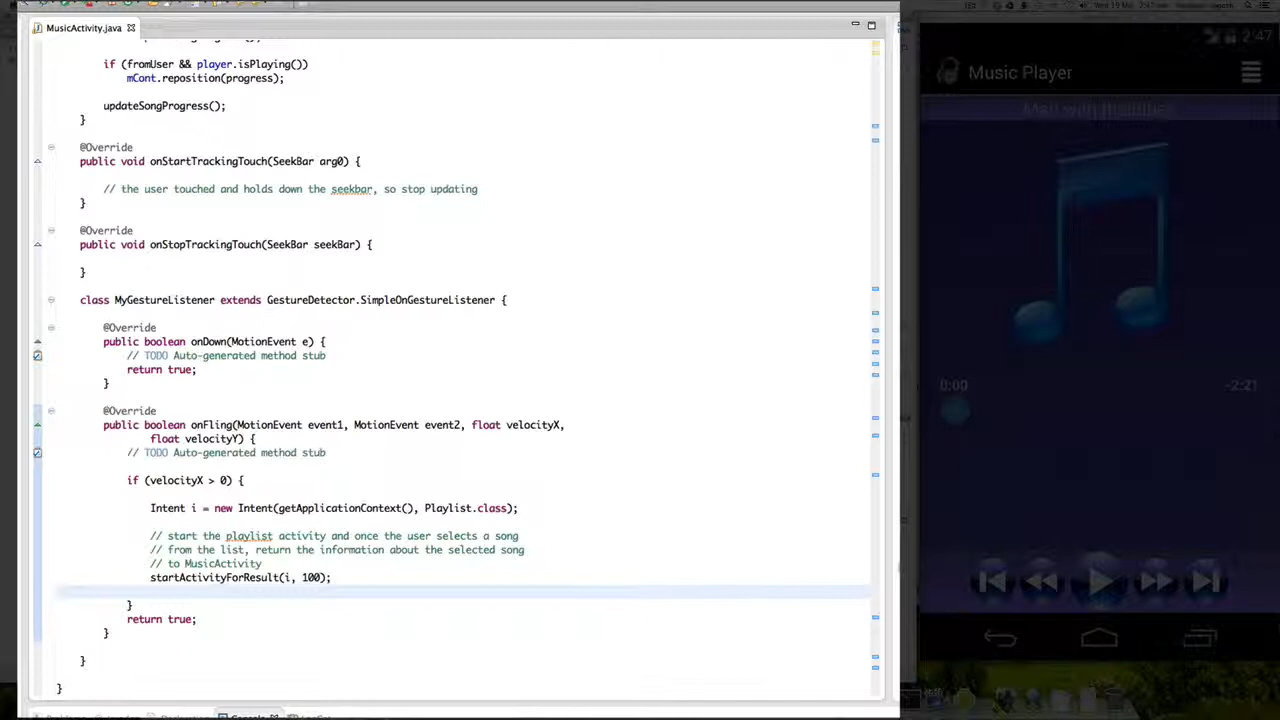 MusicActivity.java
if (fromUser && player.isPlaying())
mCont.reposition(progress);
updateSongProgress();
}
@Override
public void onStartTrackingTouch(SeekBar arg0) {
// the user touched and holds down the seekbar, so stop updating
}
@Override
public void onStopTrackingTouch(SeekBar seekBar) {
}
class MyGestureListener extends GestureDetector.SimpleOnGestureListener {
@Override
public boolean onDown(MotionEvent e) {
// TODO Auto-generated method stub
return true;
}
@Override
public boolean onFling(MotionEvent event1, MotionEvent event2, float velocityX,
float velocityY) {
// TODO Auto-generated method stub
if (velocityX > 0) {
Intent i = new Intent(getApplicationContext(), Playlist.class);
// start the playlist activity and once the user selects a song
// from the list, return the information about the selected song
// to MusicActivity
startActivityForResult(i, 100);
}
return true;
}
}
}
2:47
Music Player
0:00
-2:21